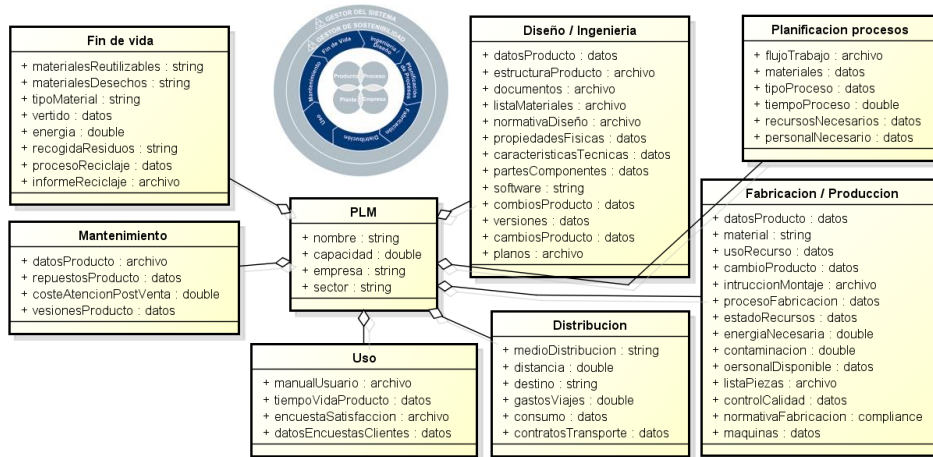 GESTOR DEL SISTEMA
GESTOR DE SOSTENIBILIDAD
Fin de Vida
Ingeniería / Diseño
Planificación de Procesos
Fabricación
Distribución
Uso
Mantenimiento
Producto
Proceso
Planta
Empresa
Fin de vida
+ materialesReutilizables : string
+ materialesDesechos : string
+ tipoMaterial : string
+ vertido : datos
+ energia : double
+ recogidaResiduos : string
+ procesoReciclaje : datos
+ informeReciclaje : archivo
Diseño / Ingenieria
+ datosProducto : datos
+ estructuraProducto : archivo
+ documentos : archivo
+ listaMateriales : archivo
+ normativaDiseño : archivo
+ propiedadesFisicas : datos
+ caracteristicasTecnicas : datos
+ partesComponentes : datos
+ software : string
+ combiosProducto : datos
+ versiones : datos
+ cambiosProducto : datos
+ planos : archivo
Planificacion procesos
+ flujoTrabajo : archivo
+ materiales : datos
+ tipoProceso : datos
+ tiempoProceso : double
+ recursosNecesarios : datos
+ personalNecesario : datos
PLM
+ nombre : string
+ capacidad : double
+ empresa : string
+ sector : string
Mantenimiento
+ datosProducto : archivo
+ repuestosProducto : datos
+ costeAtencionPostVenta : double
+ vesionesProducto : datos
Fabricacion / Produccion
+ datosProducto : datos
+ material : string
+ usoRecurso : datos
+ cambioProducto : datos
+ intruccionMontaje : archivo
+ procesoFabricacion : datos
+ estadoRecursos : datos
+ energiaNecesaria : double
+ contaminacion : double
+ oersonalDisponible : datos
+ listaPiezas : archivo
+ controlCalidad : datos
+ normativaFabricacion : compliance
+ maquinas : datos
Uso
+ manualUsuario : archivo
+ tiempoVidaProducto : datos
+ encuestaSatisfaccion : archivo
+ datosEncuestasClientes : datos
Distribucion
+ medioDistribucion : string
+ distancia : double
+ destino : string
+ gastosViajes : double
+ consumo : datos
+ contratosTransporte : datos